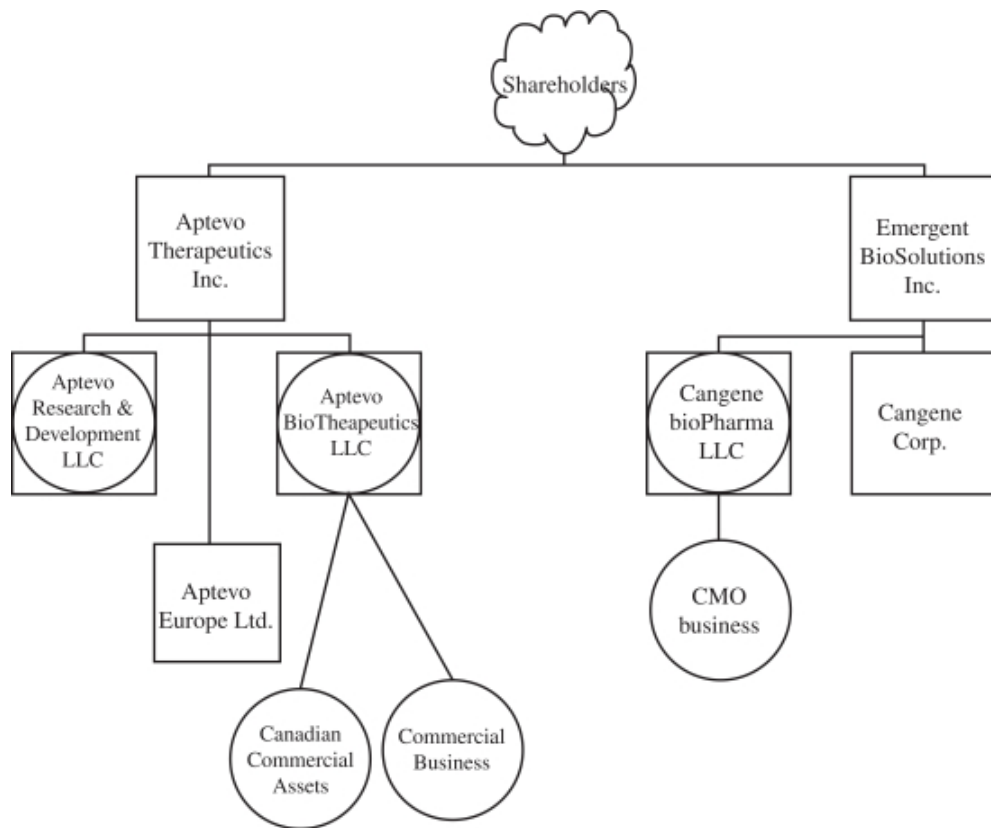 Shareholders
Aptevo
Therapeutics
Inc.
Emergent
BioSolutions
Inc.
Aptevo
Research &
Development
LLC
Aptevo
BioTheapeutics
LLC
Cangene
bioPharma
LLC
Cangene
Corp.
Aptevo
Europe Ltd.
CMO
business
Canadian
Commercial
Assets
Commercial
Business